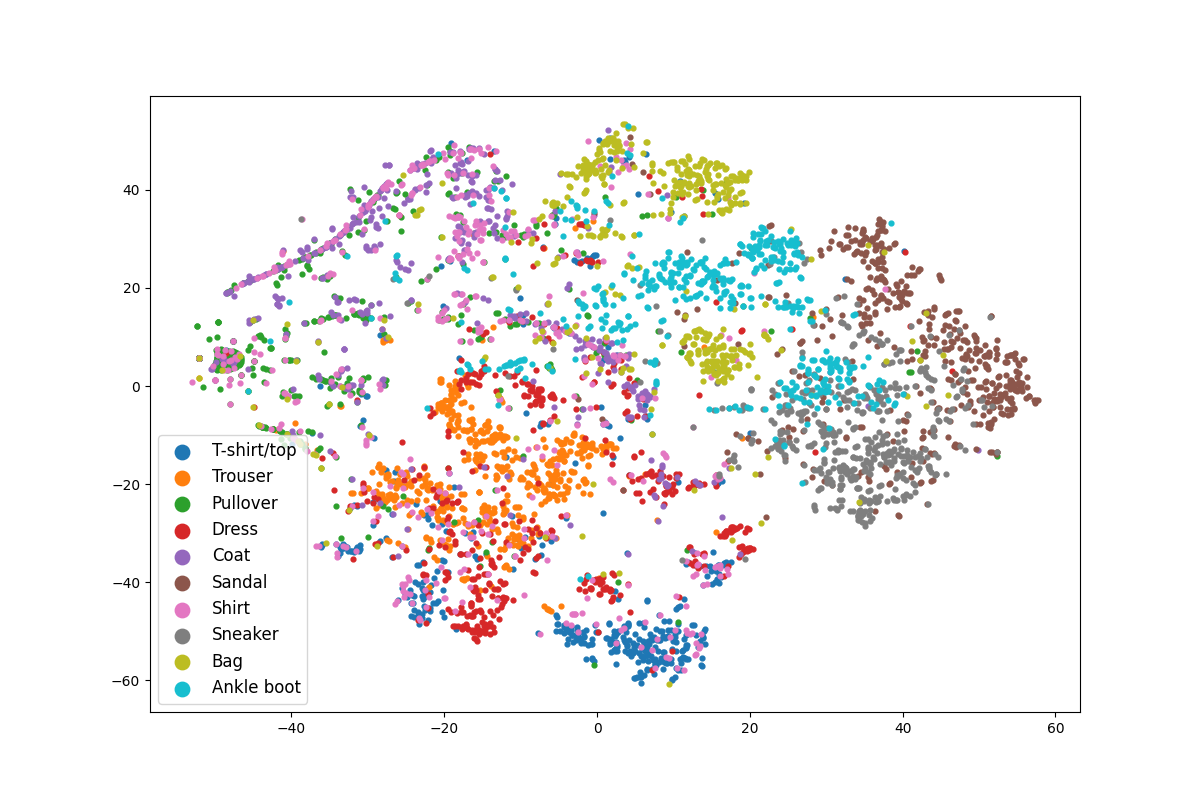 40
20
0
−20
−40
−60
T-shirt/top
Trouser
Pullover
Dress
Coat
Sandal
Shirt
Sneaker
Bag
Ankle boot
−40 −20 0 20 40 60